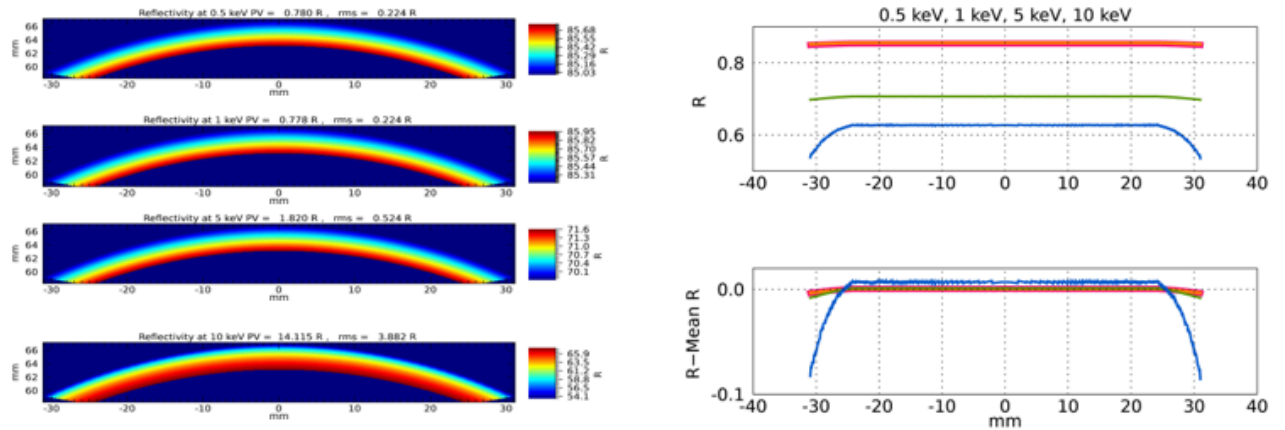 Reflectivity at 0.5 keV PV = 0.780 R , rms = 0.224 R
66
64
62
60
mm
-30 -20 -10 0 10 20 30
mm
85.68
85.55
85.42
85.29
85.16
85.03
R
Reflectivity at 1 keV PV = 0.778 R , rms = 0.224 R
66
64
62
60
mm
-30 -20 -10 0 10 20 30
mm
85.95
85.82
85.70
85.57
85.44
85.31
R
Reflectivity at 5 keV PV = 1.820 R , rms = 0.524 R
66
64
62
60
mm
-30 -20 -10 0 10 20 30
mm
71.6
71.3
71.0
70.7
70.4
70.1
R
Reflectivity at 10 keV PV = 14.115 R , rms = 3.882 R
66
64
62
60
mm
-30 -20 -10 0 10 20 30
mm
65.9
63.5
61.2
58.8
56.5
54.1
R
0.5 keV, 1 keV, 5 keV, 10 keV
0.8
0.6
R
-40 -30 -20 -10 0 10 20 30 40
0.0
-0.1
R−Mean R
-40 -30 -20 -10 0 10 20 30 40
mm